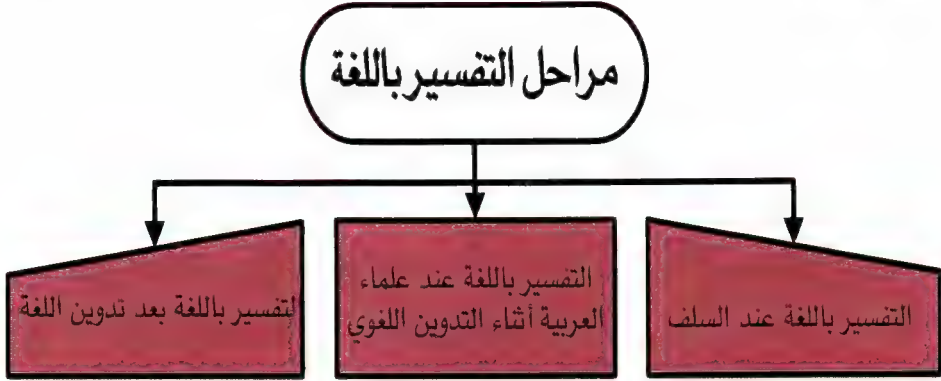 مراحل التفسير باللغة
التفسير باللغة عند السلف
التفسير باللغة عند علماء
العربية أثناء التدوين اللغوي
التفسير باللغة بعد تدوين اللغة